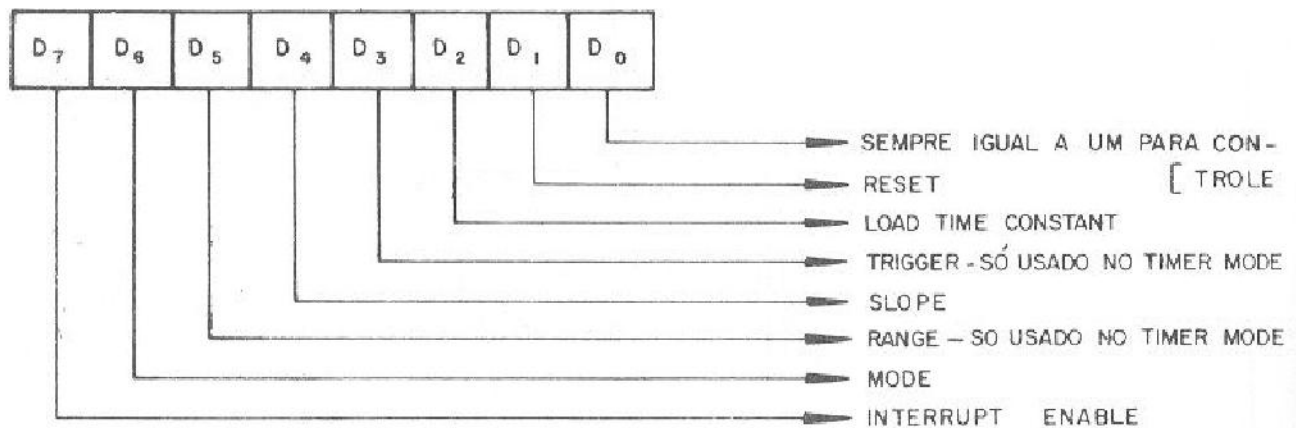 D7 D6 D5 D4 D3 D2 D1 D0
SEMPRE IGUAL A UM PARA CON-
RESET [ TROLE
LOAD TIME CONSTANT
TRIGGER - SÓ USADO NO TIMER MODE
SLOPE
RANGE — SO USADO NO TIMER MODE
MODE
INTERRUPT ENABLE